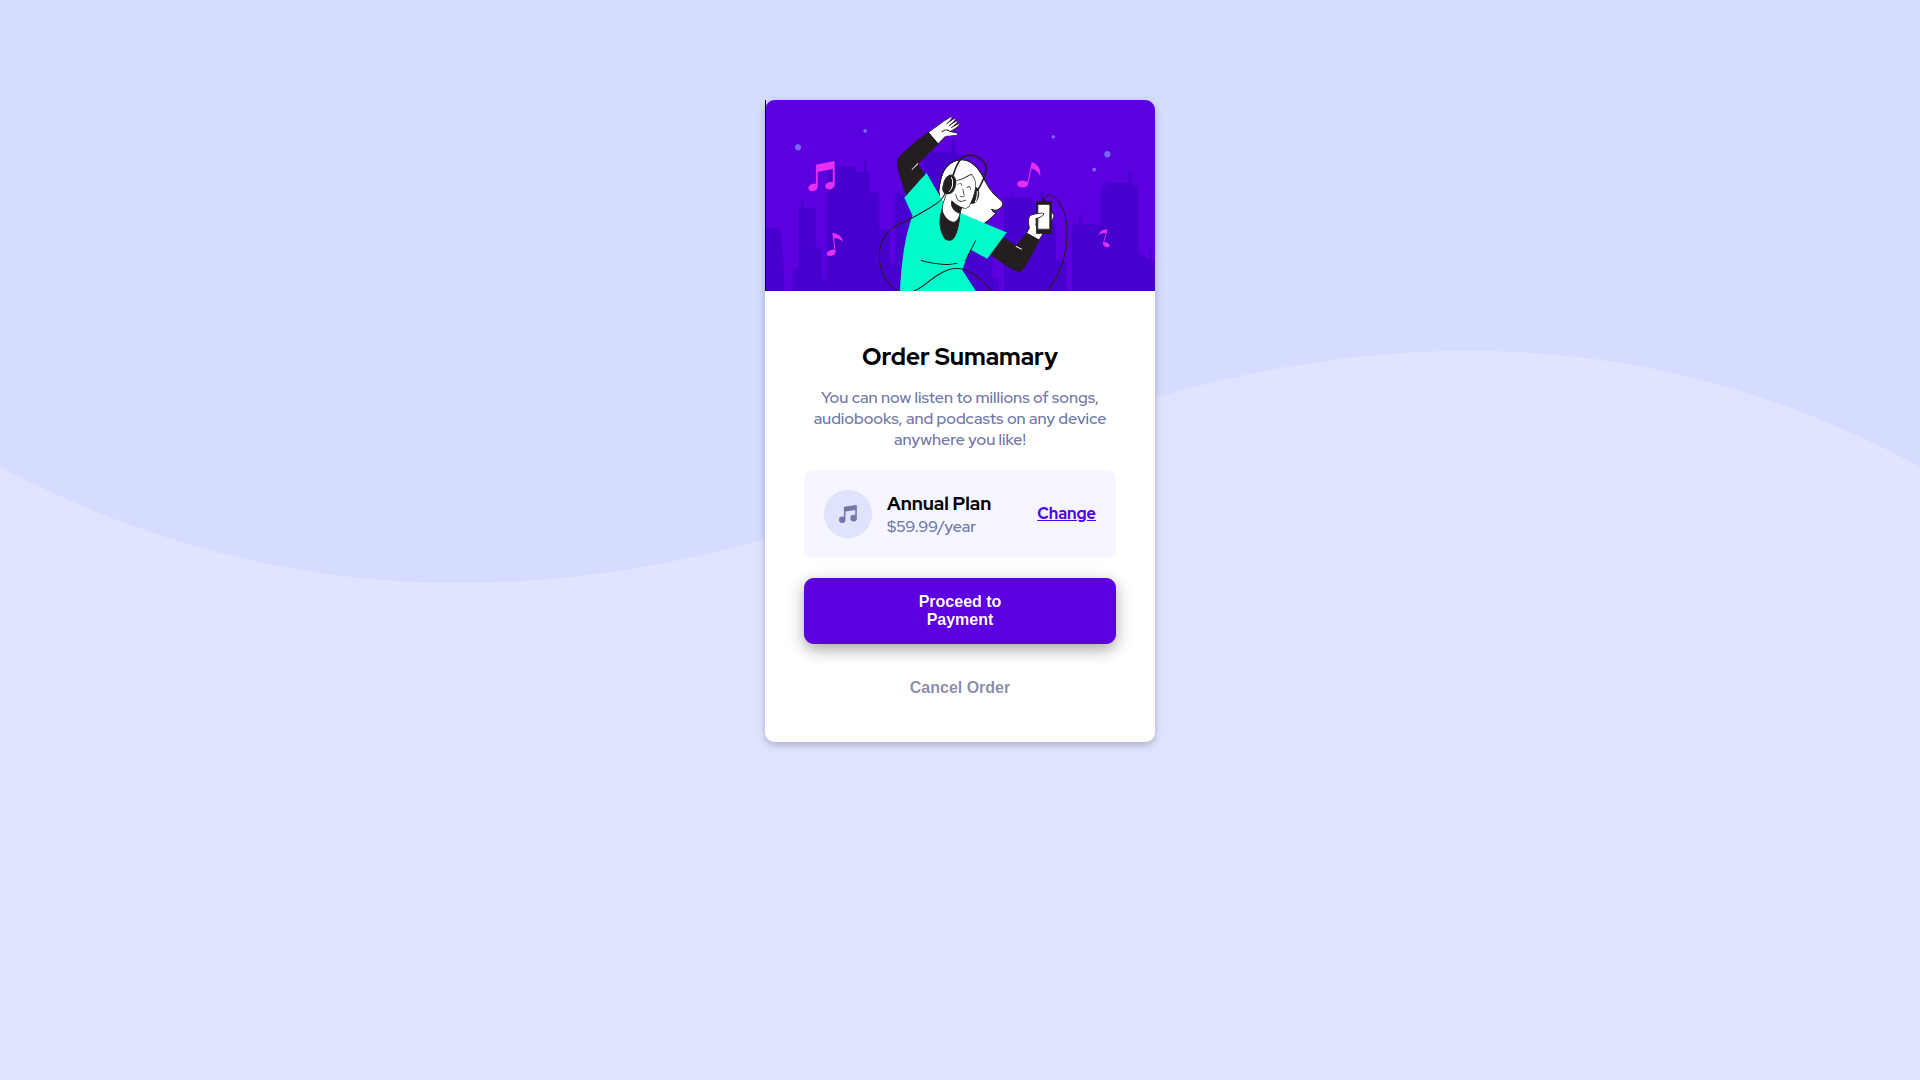 Order Sumamary
You can now listen to millions of songs,
audiobooks, and podcasts on any device
anywhere you like!
Annual Plan
$59.99/year
Change
Proceed to
Payment
Cancel Order